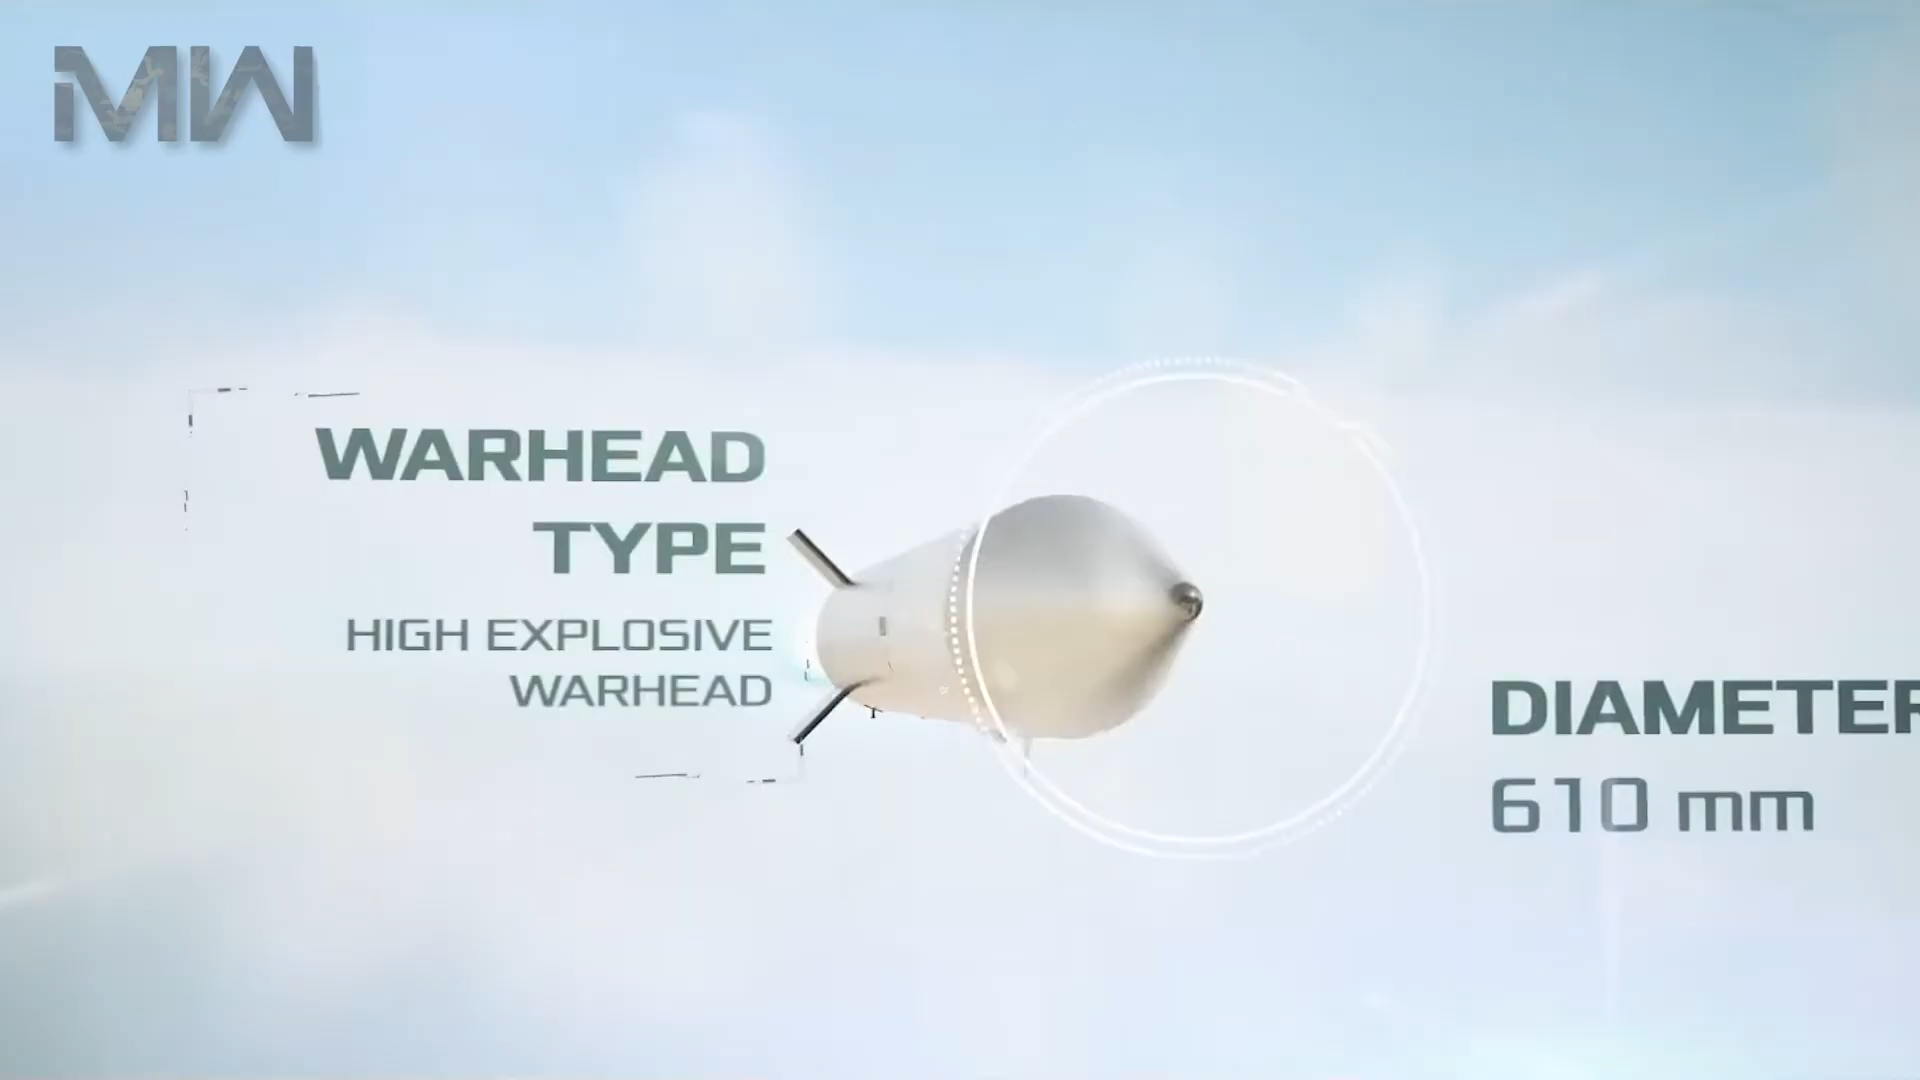 MW
WARHEAD
TYPE
HIGH EXPLOSIVE
WARHEAD
DIAMETER
610 mm